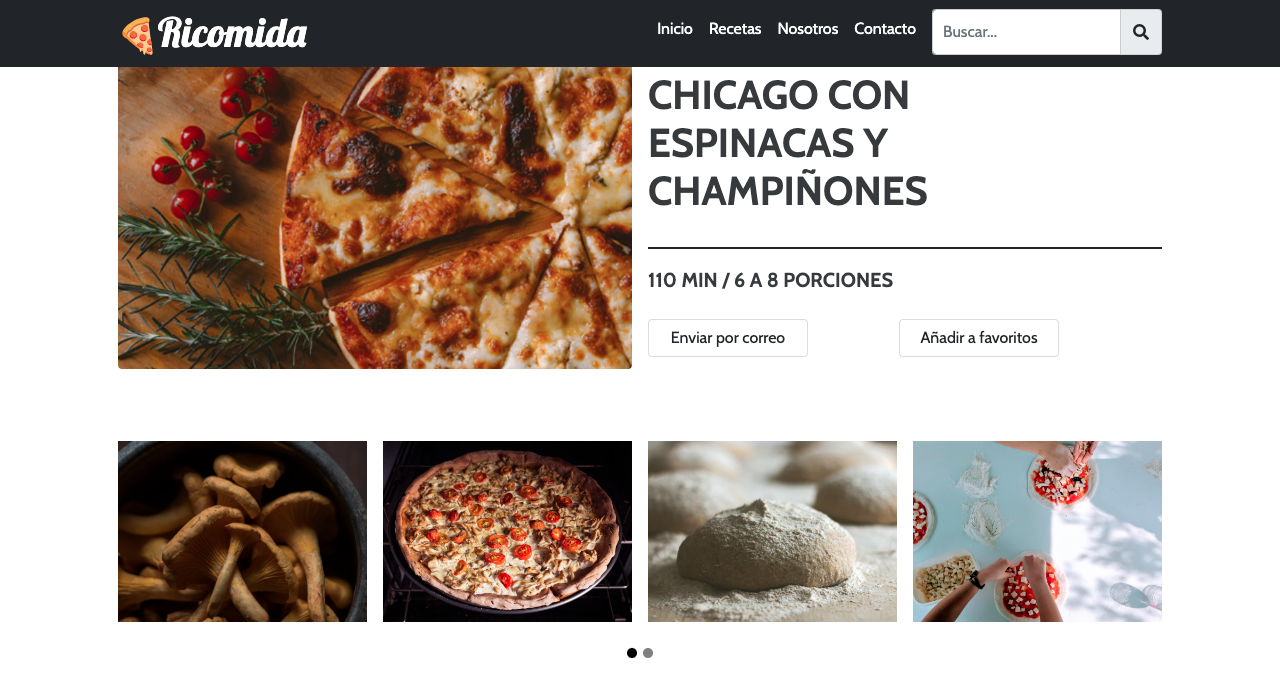 Ricomida
Inicio Recetas Nosotros Contacto
Buscar...
CHICAGO CON
ESPINACAS Y
CHAMPIÑONES
110 MIN / 6 A 8 PORCIONES
Enviar por correo
Añadir a favoritos